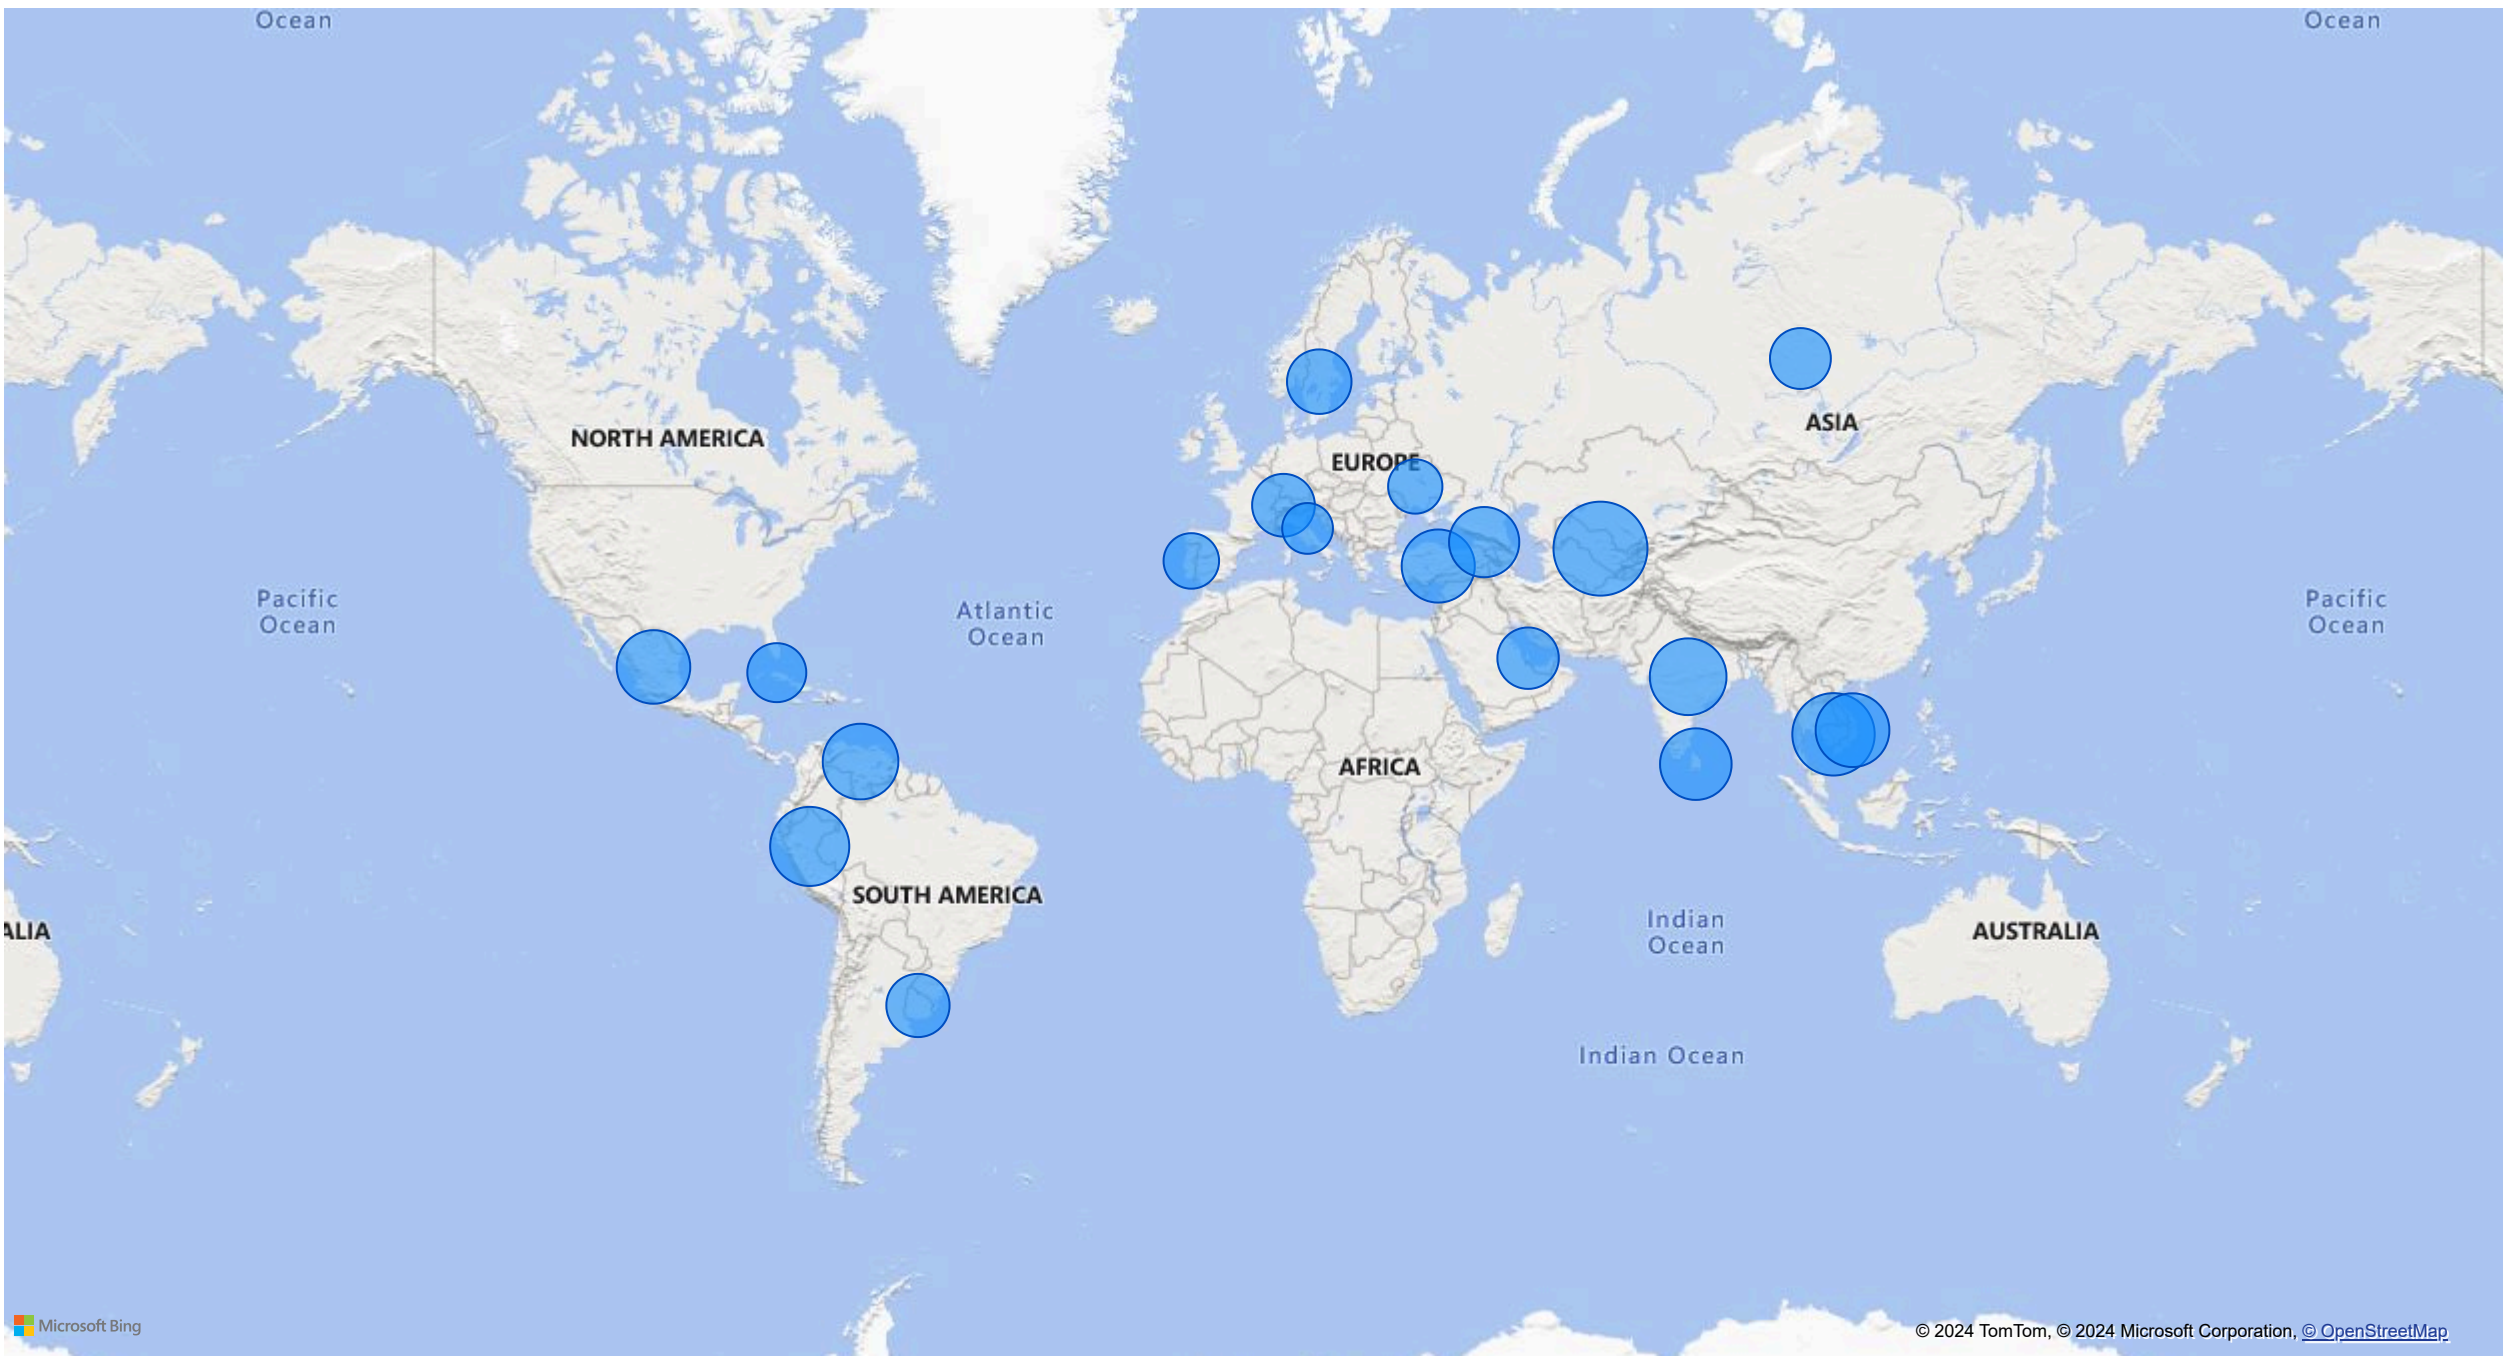 Ocean
Ocean
NORTH AMERICA
ASIA
EUROPE
Pacific
Ocean
Atlantic
Ocean
Pacific
Ocean
AFRICA
SOUTH AMERICA
ALIA
Indian
Ocean
AUSTRALIA
Indian Ocean
Microsoft Bing
© 2024 TomTom, © 2024 Microsoft Corporation, © OpenStreetMap